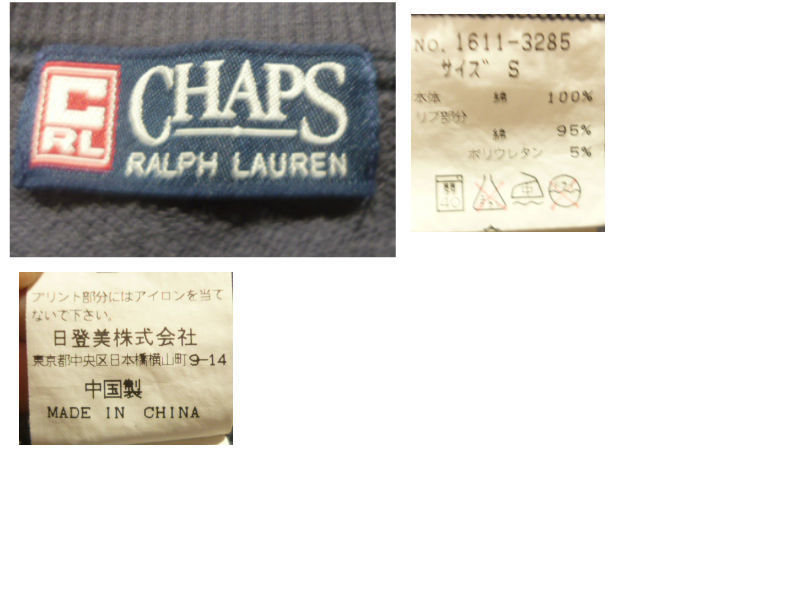 C
RL
CHAPS
RALPH LAUREN
NO. 1611-3285
サイズ S
本体 綿 100%
リブ部分
綿 95%
ポリウレタン 5%
40
中
プリント部分にはアイロンを当て
ないで下さい。
日登美株式会社
東京都中央区日本橋横山町9-14
中国製
MADE IN CHINA